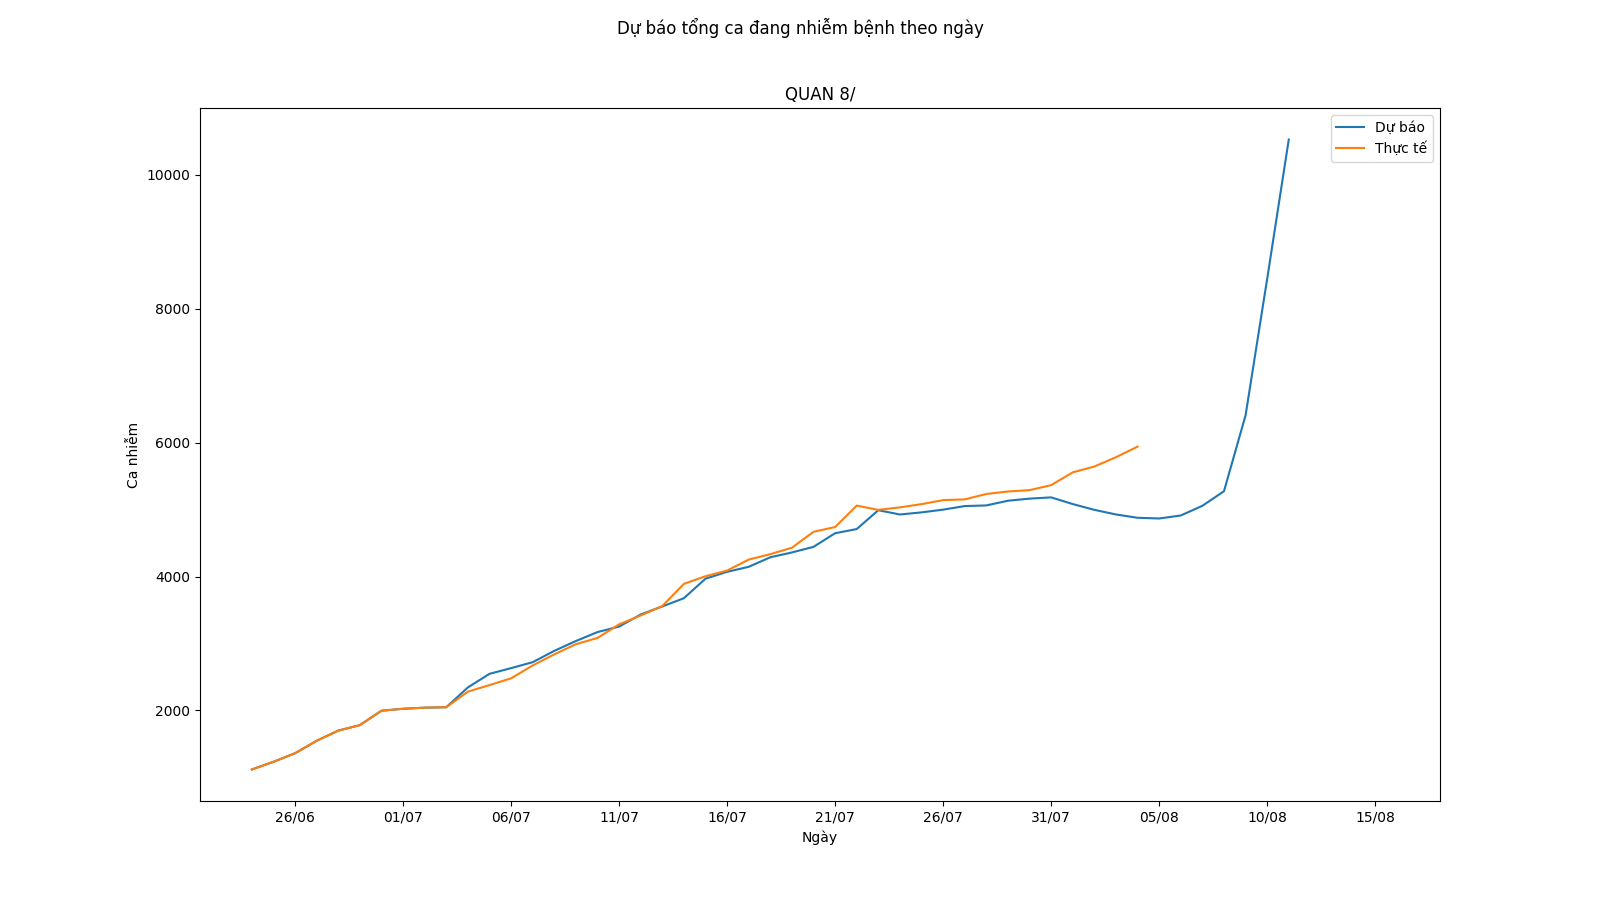 Dự báo tổng ca đang nhiễm bệnh theo ngày
QUAN 8/
Dự báo
Thực tế
10000
8000
6000
4000
2000
Ca nhiễm
26/06 01/07 06/07 11/07 16/07 21/07 26/07 31/07 05/08 10/08 15/08
Ngày